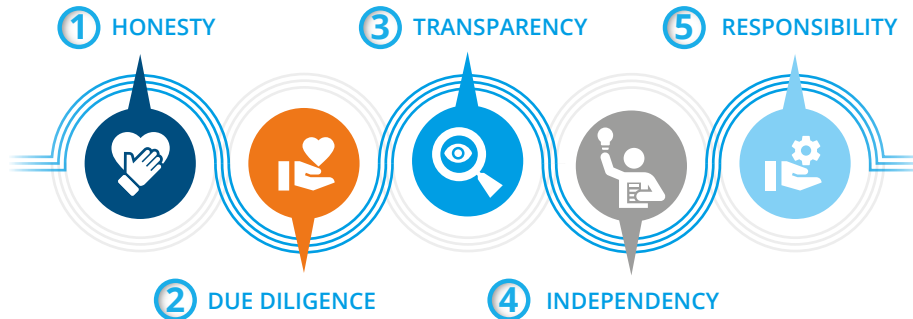 1 HONESTY
2 DUE DILIGENCE
3 TRANSPARENCY
4 INDEPENDENCY
5 RESPONSIBILITY